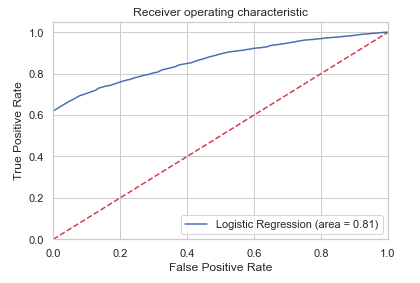 Receiver operating characteristic
1.0
0.8
0.6
0.4
0.2
0.0
True Positive Rate
Logistic Regression (area = 0.81)
0.0 0.2 0.4 0.6 0.8 1.0
False Positive Rate